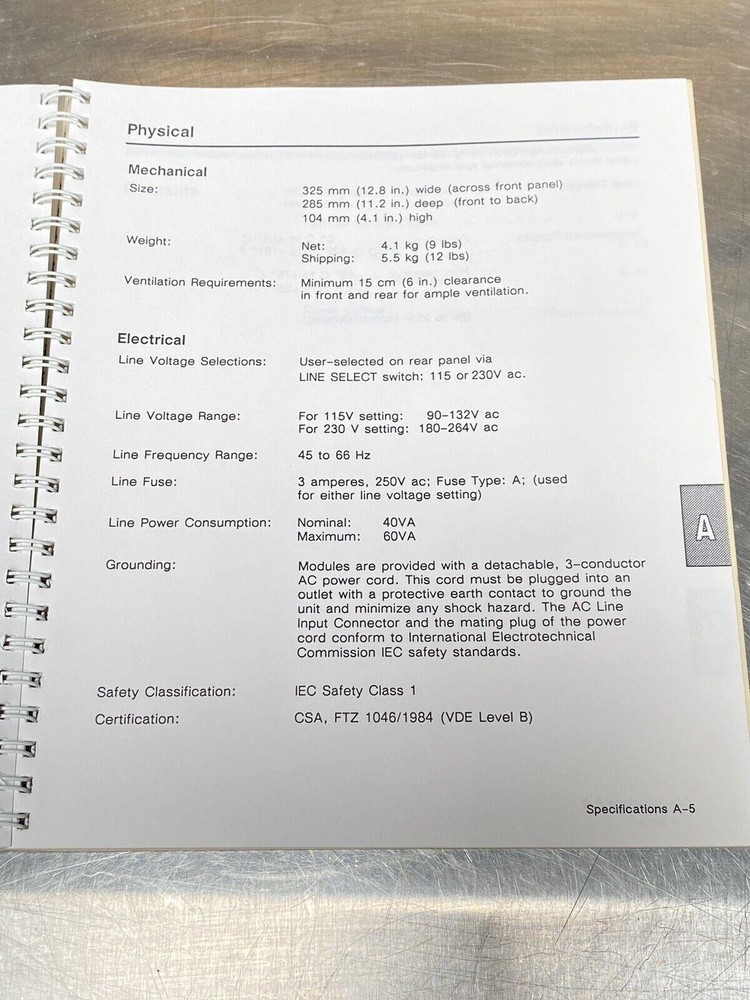 Physical
Mechanical
Size: 325 mm (12.8 in.) wide (across front panel)
285 mm (11.2 in.) deep (front to back)
104 mm (4.1 in.) high
Weight: Net: 4.1 kg (9 lbs)
Shipping: 5.5 kg (12 lbs)
Ventilation Requirements: Minimum 15 cm (6 in.) clearance
in front and rear for ample ventilation.
Electrical
Line Voltage Selections: User-selected on rear panel via
LINE SELECT switch: 115 or 230V ac.
Line Voltage Range: For 115V setting: 90-132V ac
For 230 V setting: 180-264V ac
Line Frequency Range: 45 to 66 Hz
Line Fuse: 3 amperes, 250V ac; Fuse Type: A; (used
for either line voltage setting)
Line Power Consumption: Nominal: 40VA
Maximum: 60VA
Grounding: Modules are provided with a detachable, 3-conductor
AC power cord. This cord must be plugged into an
outlet with a protective earth contact to ground the
unit and minimize any shock hazard. The AC Line
Input Connector and the mating plug of the power
cord conform to International Electrotechnical
Commission IEC safety standards.
Safety Classification: IEC Safety Class 1
Certification: CSA, FTZ 1046/1984 (VDE Level B)
A
Specifications A-5